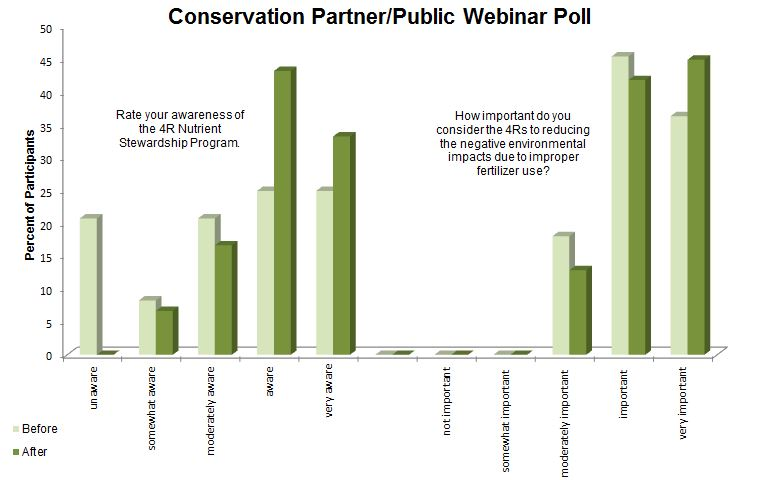 Conservation Partner/Public Webinar Poll
50
45
40
35
30
25
20
15
10
5
0
Percent of Participants
Rate your awareness of
the 4R Nutrient
Stewardship Program.
How important do you
consider the 4Rs to reducing
the negative environmental
impacts due to improper
fertilizer use?
unaware
somewhat aware
moderately aware
aware
very aware
not important
somewhat important
moderately important
important
very important
Before
After